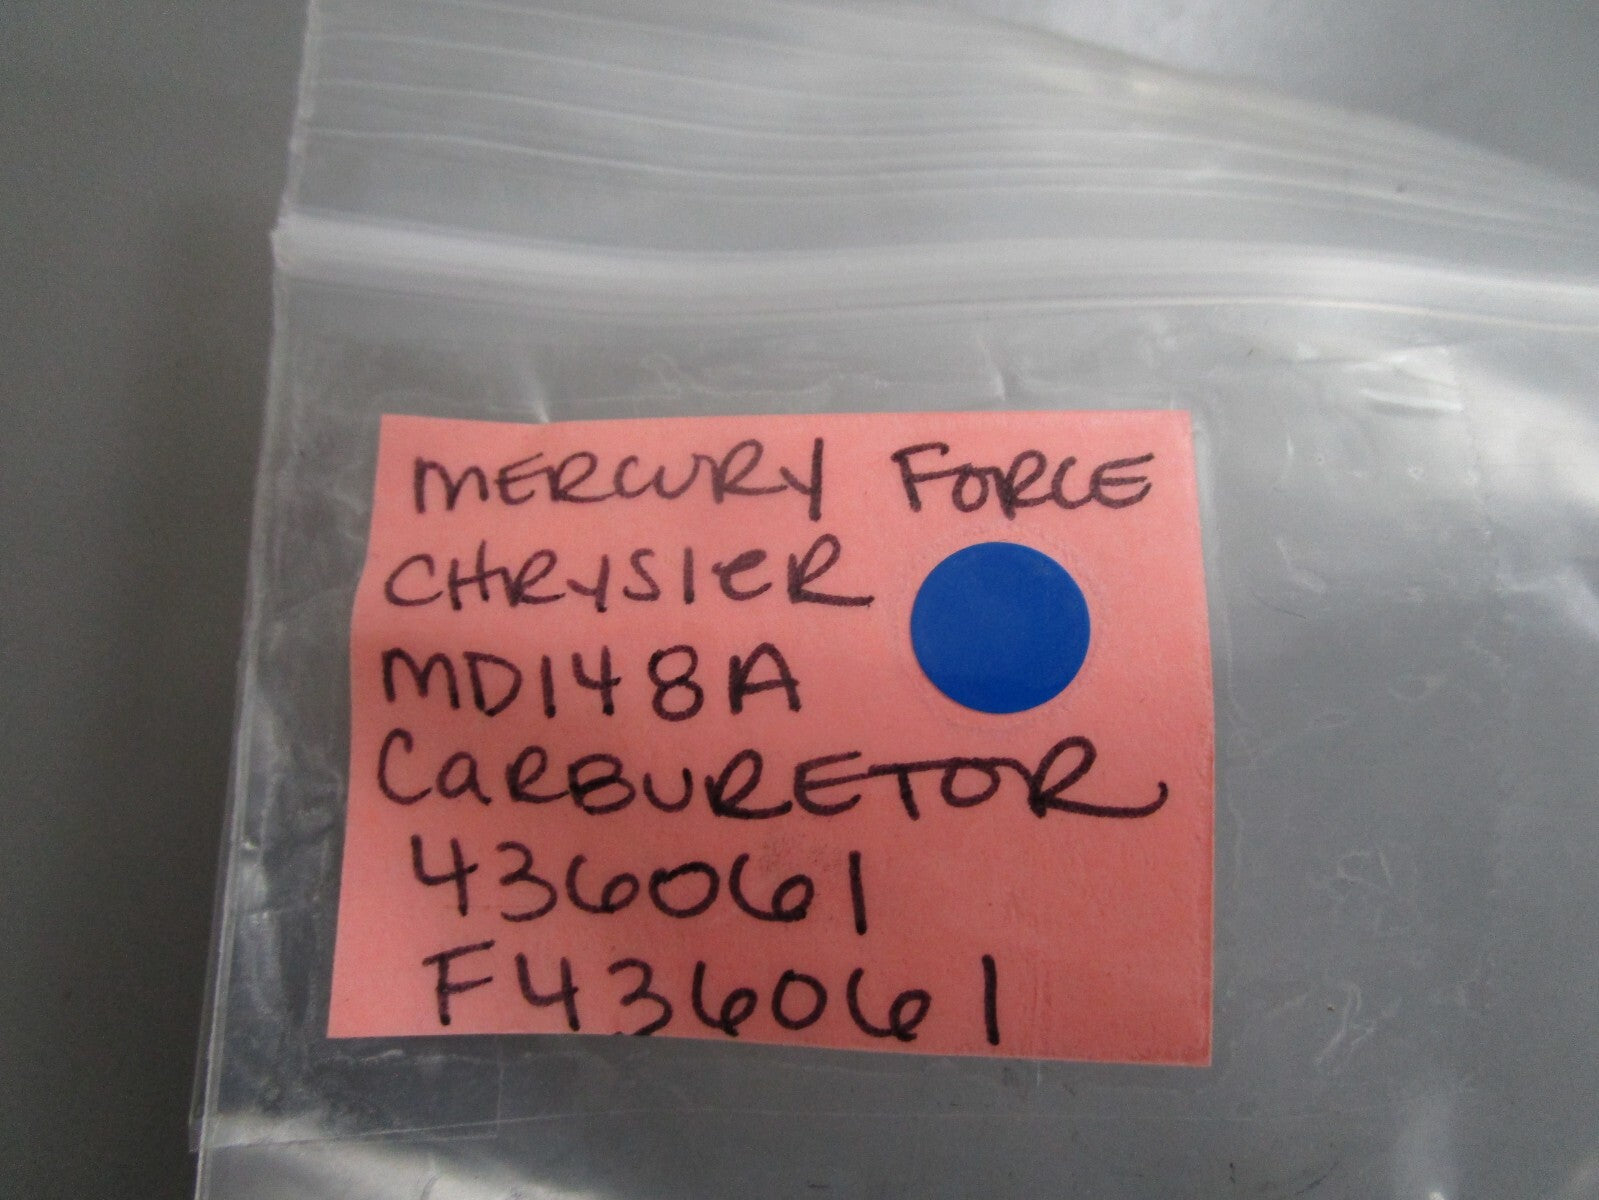 MERCURY FORCE
CHRYSlER
MD148A
CaRBURETOR
436061
F436061